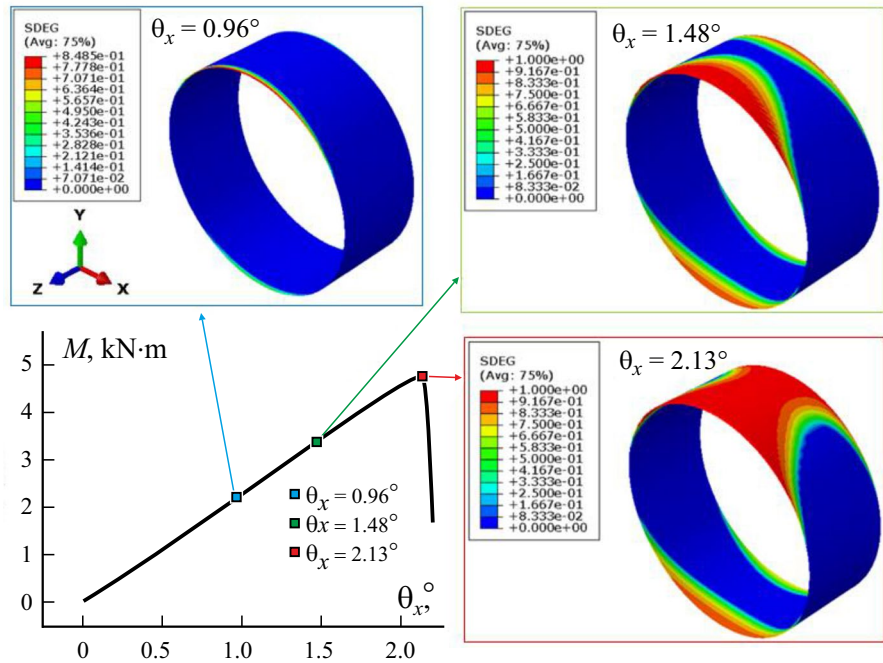 SDEG
(Avg: 75%)
+8.485e-01
+7.778e-01
+7.071e-01
+6.364e-01
+5.657e-01
+4.950e-01
+4.243e-01
+3.536e-01
+2.828e-01
+2.121e-01
+1.414e-01
+7.071e-02
+0.000e+00
θx = 0.96°
Y
Z
X
SDEG
(Avg: 75%)
+1.000e+00
+9.167e-01
+8.333e-01
+7.500e-01
+6.667e-01
+5.833e-01
+5.000e-01
+4.167e-01
+3.333e-01
+2.500e-01
+1.667e-01
+8.333e-02
+0.000e+00
θx = 1.48°
M, kN·m
5
4
3
2
1
0
θx = 0.96°
θx = 1.48°
θx = 2.13°
θx,°
0
0.5
1.0
1.5
2.0
SDEG
(Avg: 75%)
+1.000e+00
+9.167e-01
+8.333e-01
+7.500e-01
+6.667e-01
+5.833e-01
+5.000e-01
+4.167e-01
+3.333e-01
+2.500e-01
+1.667e-01
+8.333e-02
+0.000e+00
θx = 2.13°